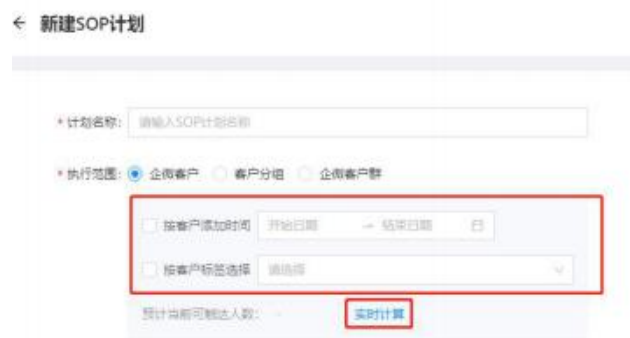 ← 新建SOP计划
* 计划名称: 请输入SOP计划名称
* 执行范围: 企微客户 客户分组 企微客户群
按客户添加时间 开始日期 → 结束日期
按客户标签选择 请选择
预计当前可触达人数: - 实时计算